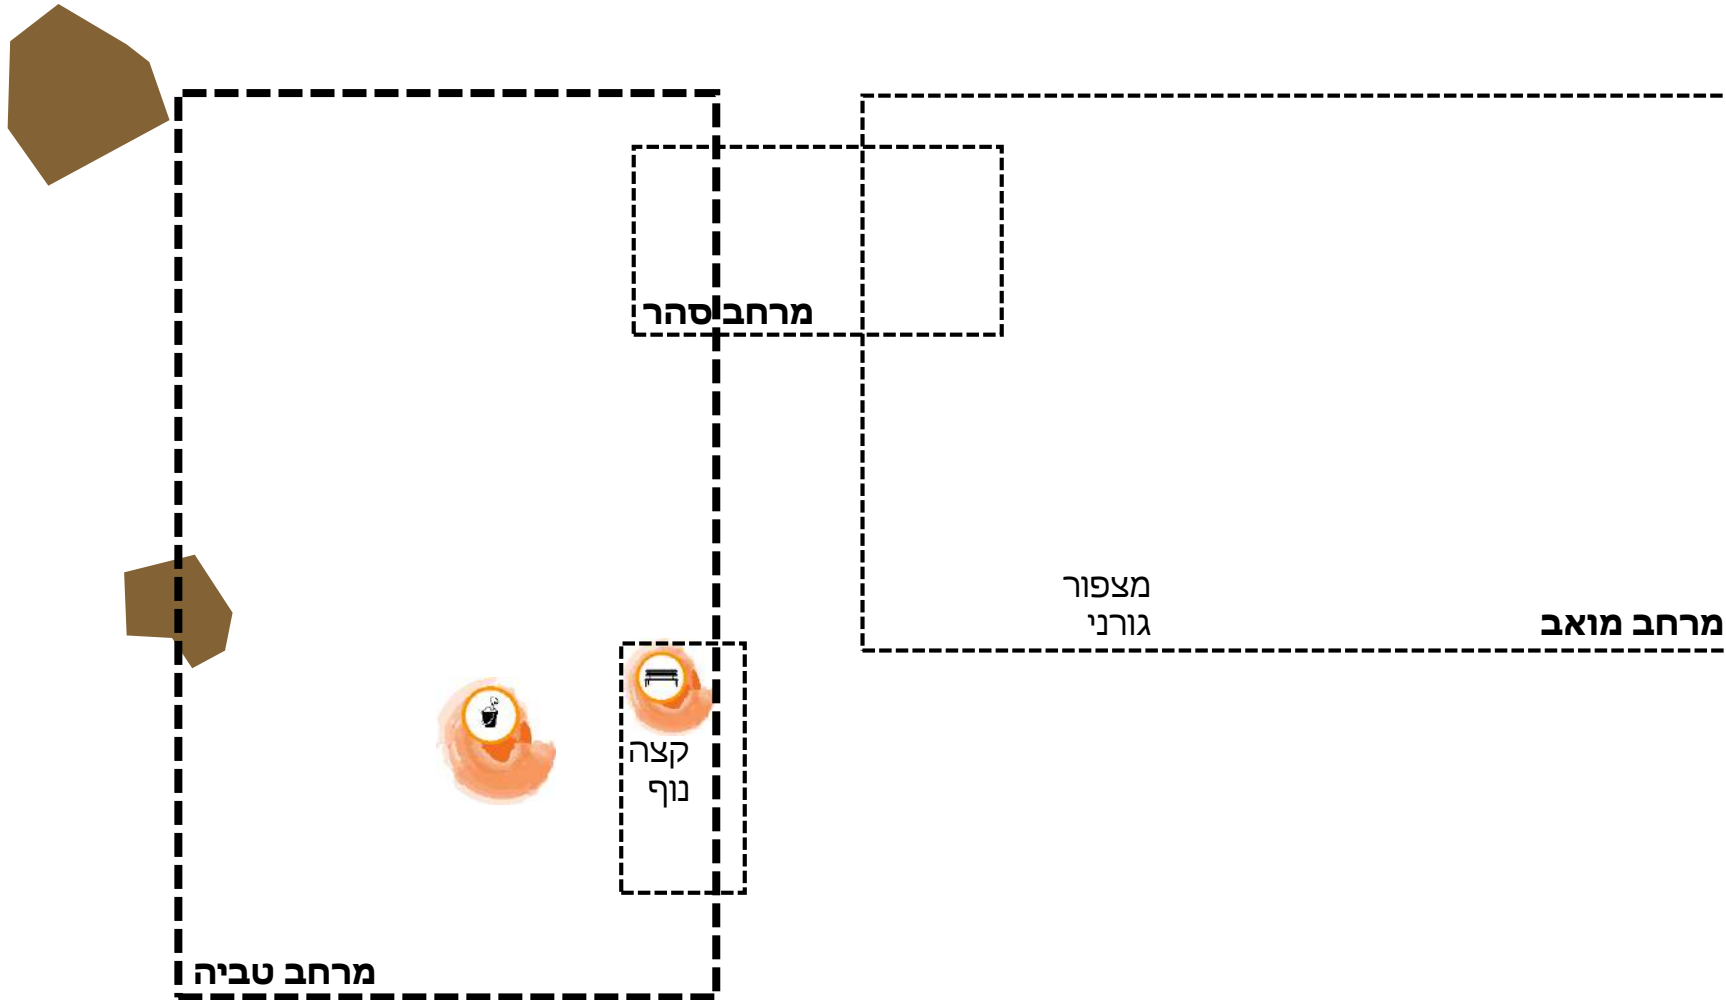 מרחב סהר
מצפור
גורני
מרחב מואב
קצה
נוף
מרחב טביה